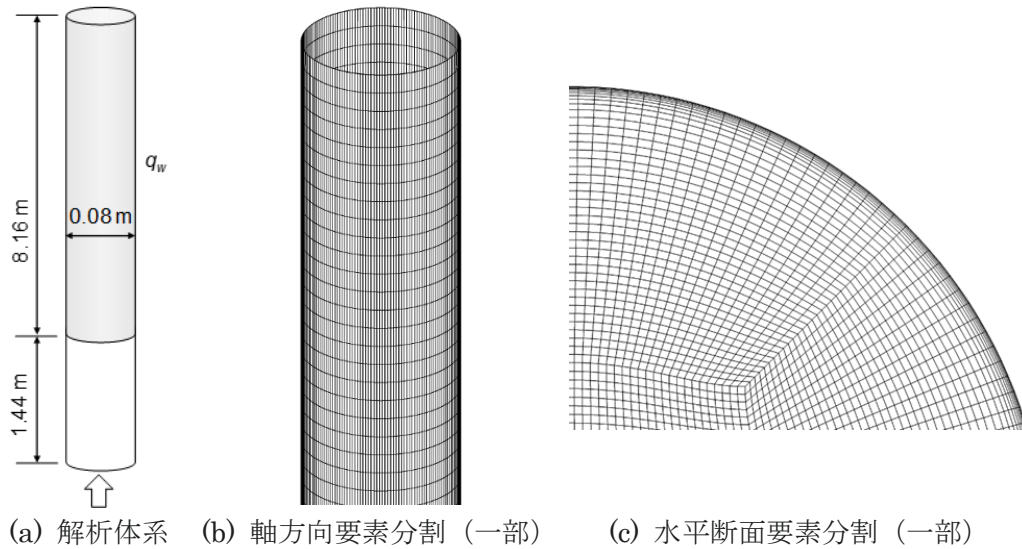 8.16 m
0.08 m
q_w
1.44 m
(a) 解析体系 (b) 軸方向要素分割（一部） (c) 水平断面要素分割（一部）